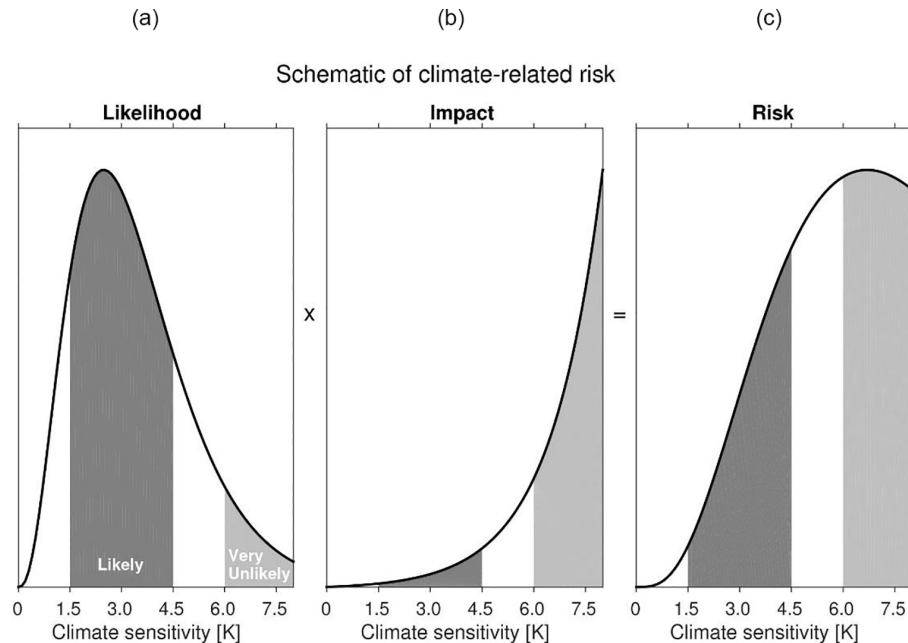 (a) (b) (c)
Schematic of climate-related risk
Likelihood Impact Risk
x =
Likely Very
Unlikely
0 1.5 3.0 4.5 6.0 7.5 0 1.5 3.0 4.5 6.0 7.5 0 1.5 3.0 4.5 6.0 7.5
Climate sensitivity [K] Climate sensitivity [K] Climate sensitivity [K]